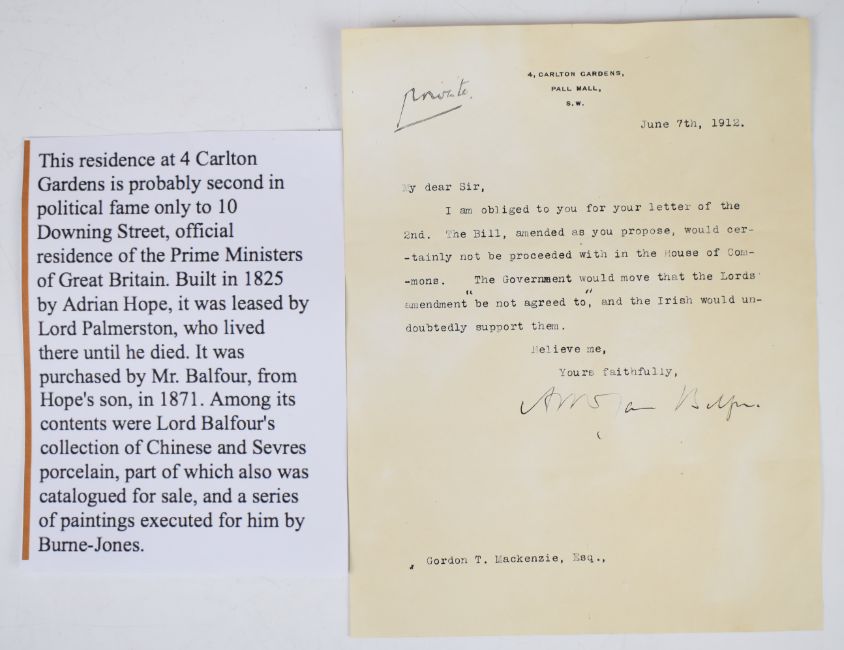 This residence at 4 Carlton
Gardens is probably second in
political fame only to 10
Downing Street, official
residence of the Prime Ministers
of Great Britain. Built in 1825
by Adrian Hope, it was leased by
Lord Palmerston, who lived
there until he died. It was
purchased by Mr. Balfour, from
Hope's son, in 1871. Among its
contents were Lord Balfour's
collection of Chinese and Sevres
porcelain, part of which also was
catalogued for sale, and a series
of paintings executed for him by
Burne-Jones.
private.
4, CARLTON GARDENS,
PALL MALL,
S.W.
June 7th, 1912.
My dear Sir,
I am obliged to you for your letter of the
2nd. The Bill, amended as you propose, would cer-
-tainly not be proceeded with in the House of Com-
-mons. The Government would move that the Lords'
amendment "be not agreed to", and the Irish would un-
doubtedly support them.
Believe me,
Yours faithfully,
Arthur James Balfour.
Gordon T. Mackenzie, Esq.,